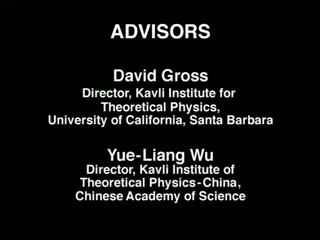 ADVISORS
David Gross
Director, Kavli Institute for
Theoretical Physics,
University of California, Santa Barbara
Yue-Liang Wu
Director, Kavli Institute of
Theoretical Physics-China,
Chinese Academy of Science